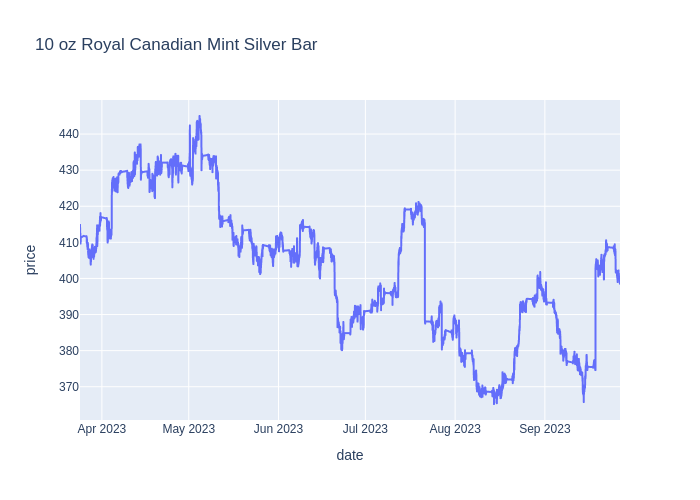 10 oz Royal Canadian Mint Silver Bar
440
430
420
410
400
390
380
370
price
Apr 2023 May 2023 Jun 2023 Jul 2023 Aug 2023 Sep 2023
date